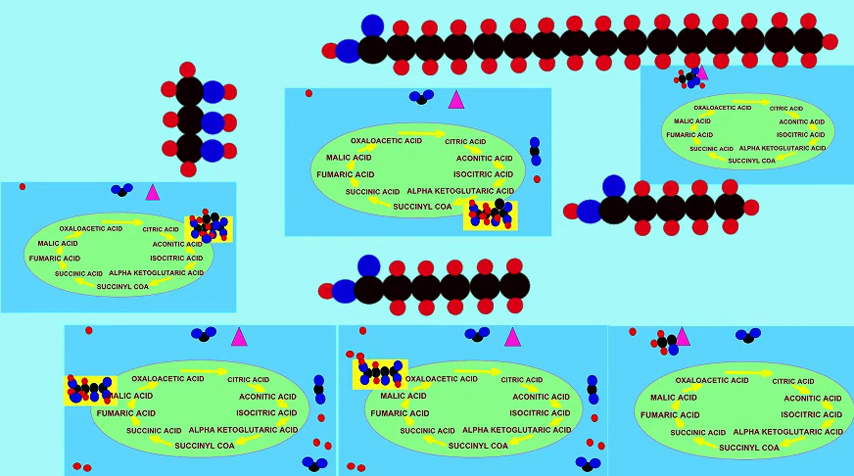 OXALOACETIC ACID CITRIC ACID
MALIC ACID ACONITIC ACID
FUMARIC ACID ISOCITRIC ACID
SUCCINIC ACID ALPHA KETOGLUTARIC ACID
SUCCINYL COA
OXALOACETIC ACID CITRIC ACID
MALIC ACID ACONITIC ACID
FUMARIC ACID ISOCITRIC ACID
SUCCINIC ACID ALPHA KETOGLUTARIC ACID
SUCCINYL COA
OXALOACETIC ACID CITRIC ACID
MALIC ACID ACONITIC ACID
FUMARIC ACID ISOCITRIC ACID
SUCCINIC ACID ALPHA KETOGLUTARIC ACID
SUCCINYL COA
OXALOACETIC ACID CITRIC ACID
MALIC ACID ACONITIC ACID
FUMARIC ACID ISOCITRIC ACID
SUCCINIC ACID ALPHA KETOGLUTARIC ACID
SUCCINYL COA
OXALOACETIC ACID CITRIC ACID
MALIC ACID ACONITIC ACID
FUMARIC ACID ISOCITRIC ACID
SUCCINIC ACID ALPHA KETOGLUTARIC ACID
SUCCINYL COA
OXALOACETIC ACID CITRIC ACID
MALIC ACID ACONITIC ACID
FUMARIC ACID ISOCITRIC ACID
SUCCINIC ACID ALPHA KETOGLUTARIC ACID
SUCCINYL COA